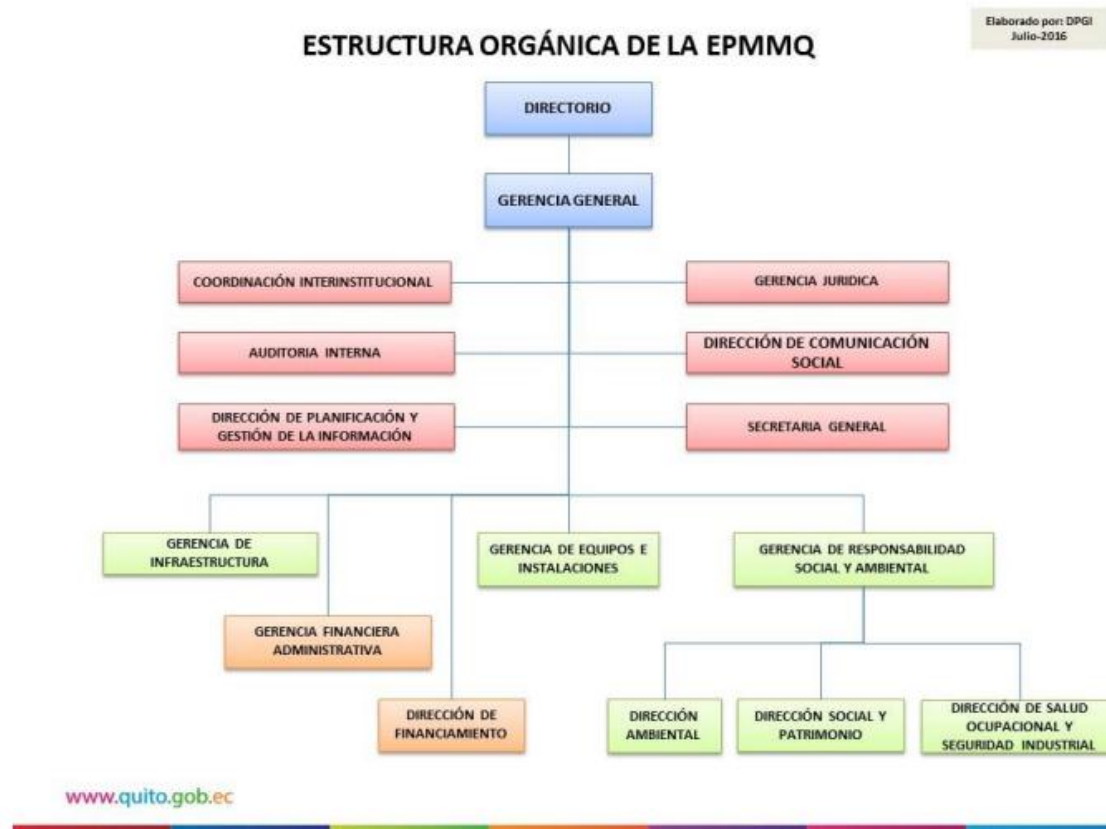 Elaborado por: DPGI
Julio-2016
ESTRUCTURA ORGÁNICA DE LA EPMMQ
DIRECTORIO
GERENCIA GENERAL
COORDINACIÓN INTERINSTITUCIONAL
GERENCIA JURIDICA
AUDITORIA INTERNA
DIRECCIÓN DE COMUNICACIÓN
SOCIAL
DIRECCIÓN DE PLANIFICACIÓN Y
GESTIÓN DE LA INFORMACIÓN
SECRETARIA GENERAL
GERENCIA DE
INFRAESTRUCTURA
GERENCIA DE EQUIPOS E
INSTALACIONES
GERENCIA DE RESPONSABILIDAD
SOCIAL Y AMBIENTAL
GERENCIA FINANCIERA
ADMINISTRATIVA
DIRECCIÓN DE
FINANCIAMIENTO
DIRECCIÓN
AMBIENTAL
DIRECCIÓN SOCIAL Y
PATRIMONIO
DIRECCIÓN DE SALUD
OCUPACIONAL Y
SEGURIDAD INDUSTRIAL
www.quito.gob.ec